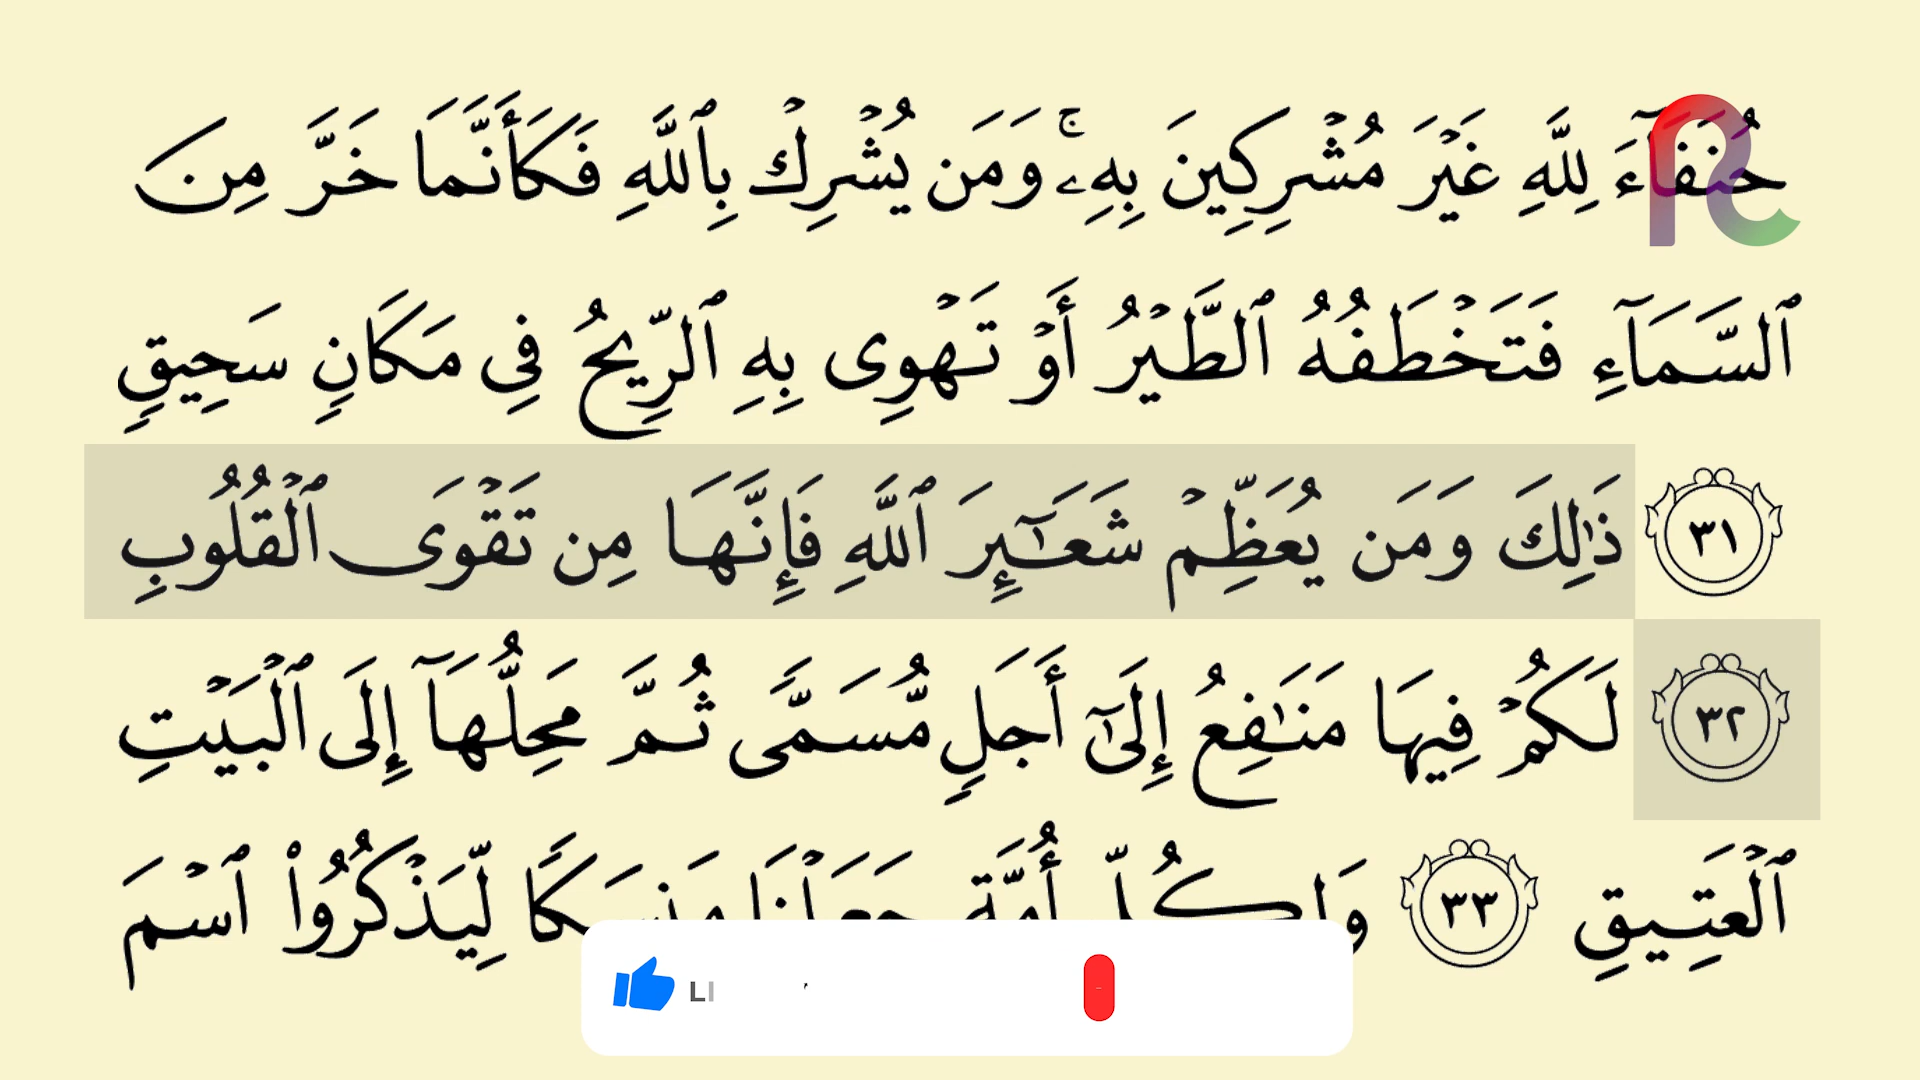 حُنَفَآءَ لِلَّهِ غَيْرَ مُشْرِكِينَ بِهِۦ ۚ وَمَن يُشْرِكْ بِٱللَّهِ فَكَأَنَّمَا خَرَّ مِنَ
ٱلسَّمَآءِ فَتَخْطَفُهُ ٱلطَّيْرُ أَوْ تَهْوِى بِهِ ٱلرِّيحُ فِى مَكَانٍ سَحِيقٍ
٣١ ذَٰلِكَ وَمَن يُعَظِّمْ شَعَـٰٓئِرَ ٱللَّهِ فَإِنَّهَا مِن تَقْوَى ٱلْقُلُوبِ
٣٢ لَكُمْ فِيهَا مَنَـٰفِعُ إِلَىٰٓ أَجَلٍ مُّسَمًّى ثُمَّ مَحِلُّهَآ إِلَى ٱلْبَيْتِ
ٱلْعَتِيقِ ٣٣ وَلِكُلِّ أُمَّةٍ جَعَلْنَا مَنسَكًا لِّيَذْكُرُوا۟ ٱسْمَ
LI